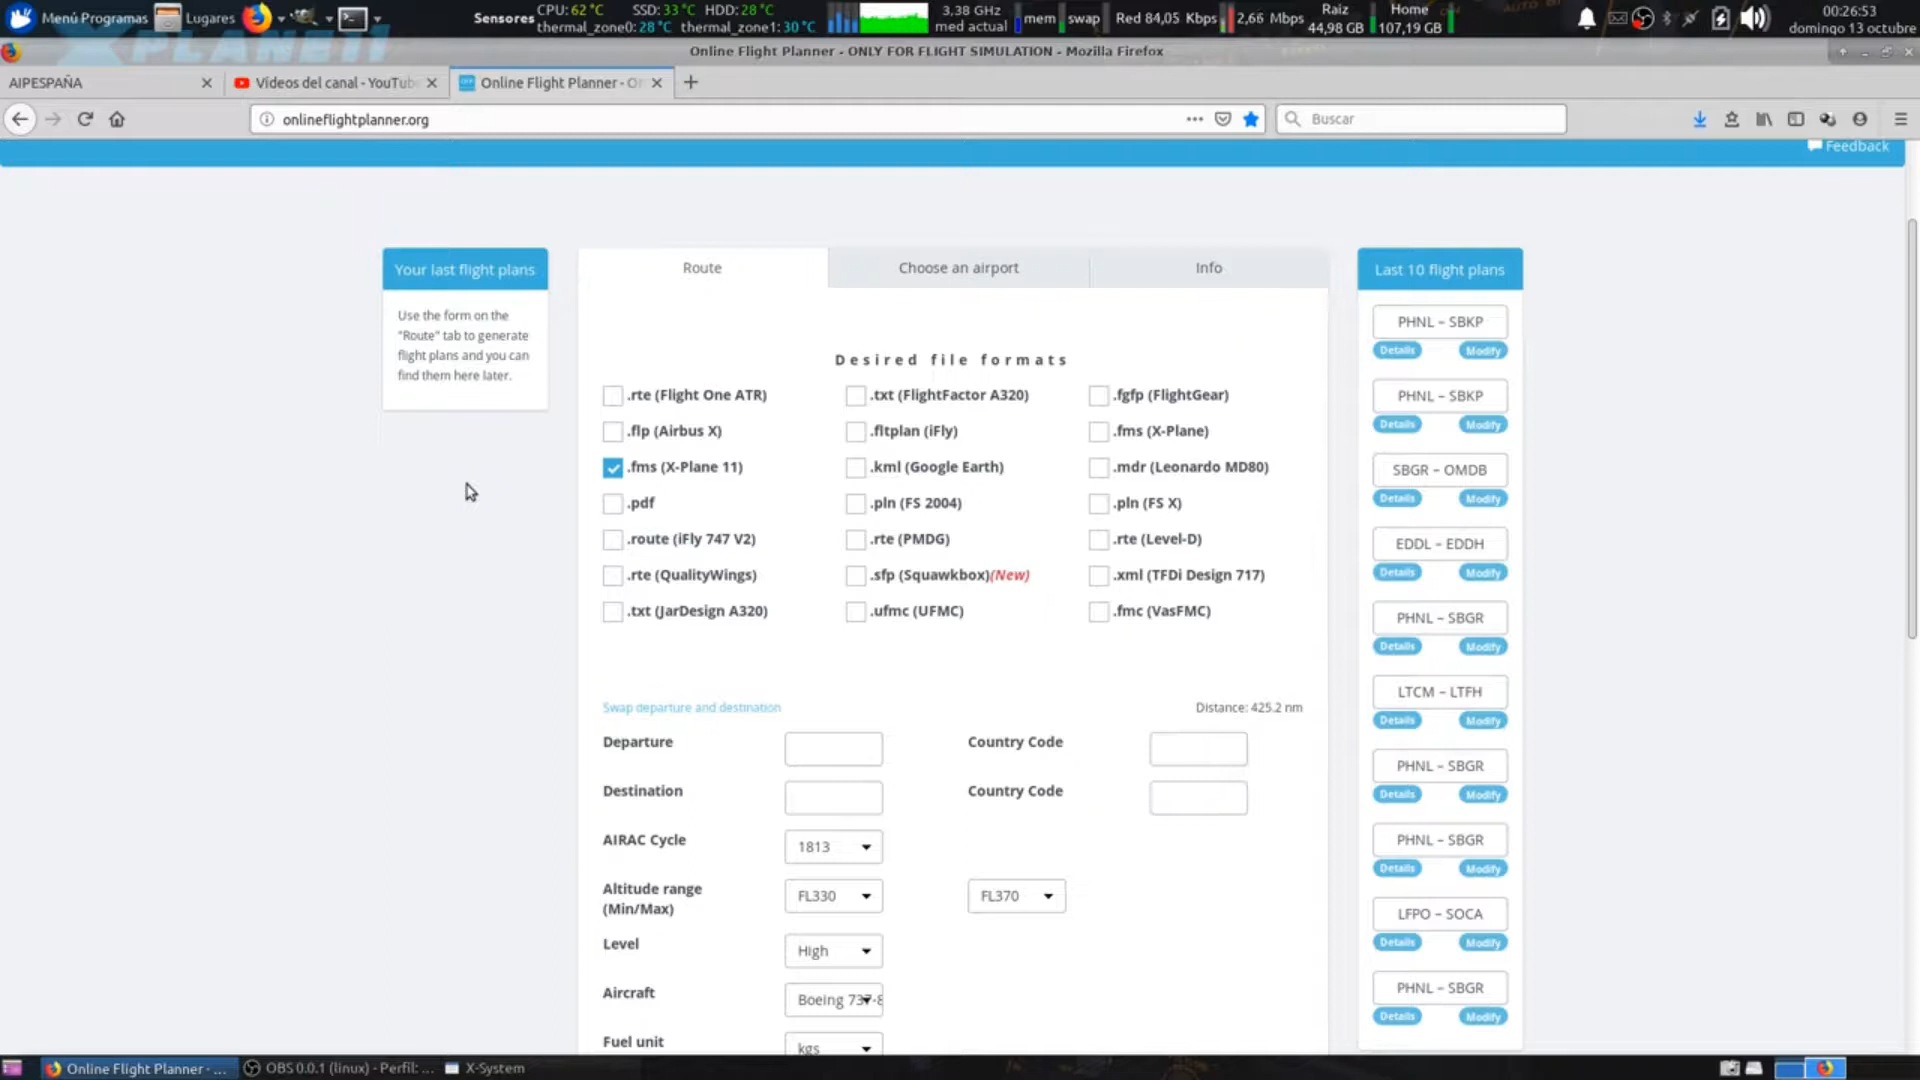 Menú Programas
Lugares
Sensores
CPU: 62 °C
SSD: 33 °C HDD: 28 °C
thermal_zone0: 28 °C thermal_zone1: 30 °C
3,38 GHz
med actual
mem
swap
Red 84,05 Kbps
2,66 Mbps
Raiz
44,98 GB
Home
107,19 GB
00:26:53
domingo 13 octubre
XPLANE11
Online Flight Planner - ONLY FOR FLIGHT SIMULATION - Mozilla Firefox
AIPESPAÑA
Vídeos del canal - YouTub
Online Flight Planner - O
onlineflightplanner.org
Buscar
Feedback
Your last flight plans
Use the form on the
"Route" tab to generate
flight plans and you can
find them here later.
Route
Choose an airport
Info
Desired file formats
.rte (Flight One ATR)
.txt (FlightFactor A320)
.fgfp (FlightGear)
.flp (Airbus X)
.fltplan (iFly)
.fms (X-Plane)
.fms (X-Plane 11)
.kml (Google Earth)
.mdr (Leonardo MD80)
.pdf
.pln (FS 2004)
.pln (FS X)
.route (iFly 747 V2)
.rte (PMDG)
.rte (Level-D)
.rte (QualityWings)
.sfp (Squawkbox)(New)
.xml (TFDi Design 717)
.txt (JarDesign A320)
.ufmc (UFMC)
.fmc (VasFMC)
Swap departure and destination
Distance: 425.2 nm
Departure
Country Code
Destination
Country Code
AIRAC Cycle
1813
Altitude range
(Min/Max)
FL330
FL370
Level
High
Aircraft
Boeing 737-8
Fuel unit
kgs
Last 10 flight plans
PHNL – SBKP
Details Modify
PHNL – SBKP
Details Modify
SBGR – OMDB
Details Modify
EDDL – EDDH
Details Modify
PHNL – SBGR
Details Modify
LTCM – LTFH
Details Modify
PHNL – SBGR
Details Modify
PHNL – SBGR
Details Modify
LFPO – SOCA
Details Modify
PHNL – SBGR
Details Modify
Online Flight Planner - ...
OBS 0.0.1 (linux) - Perfil: ...
X-System